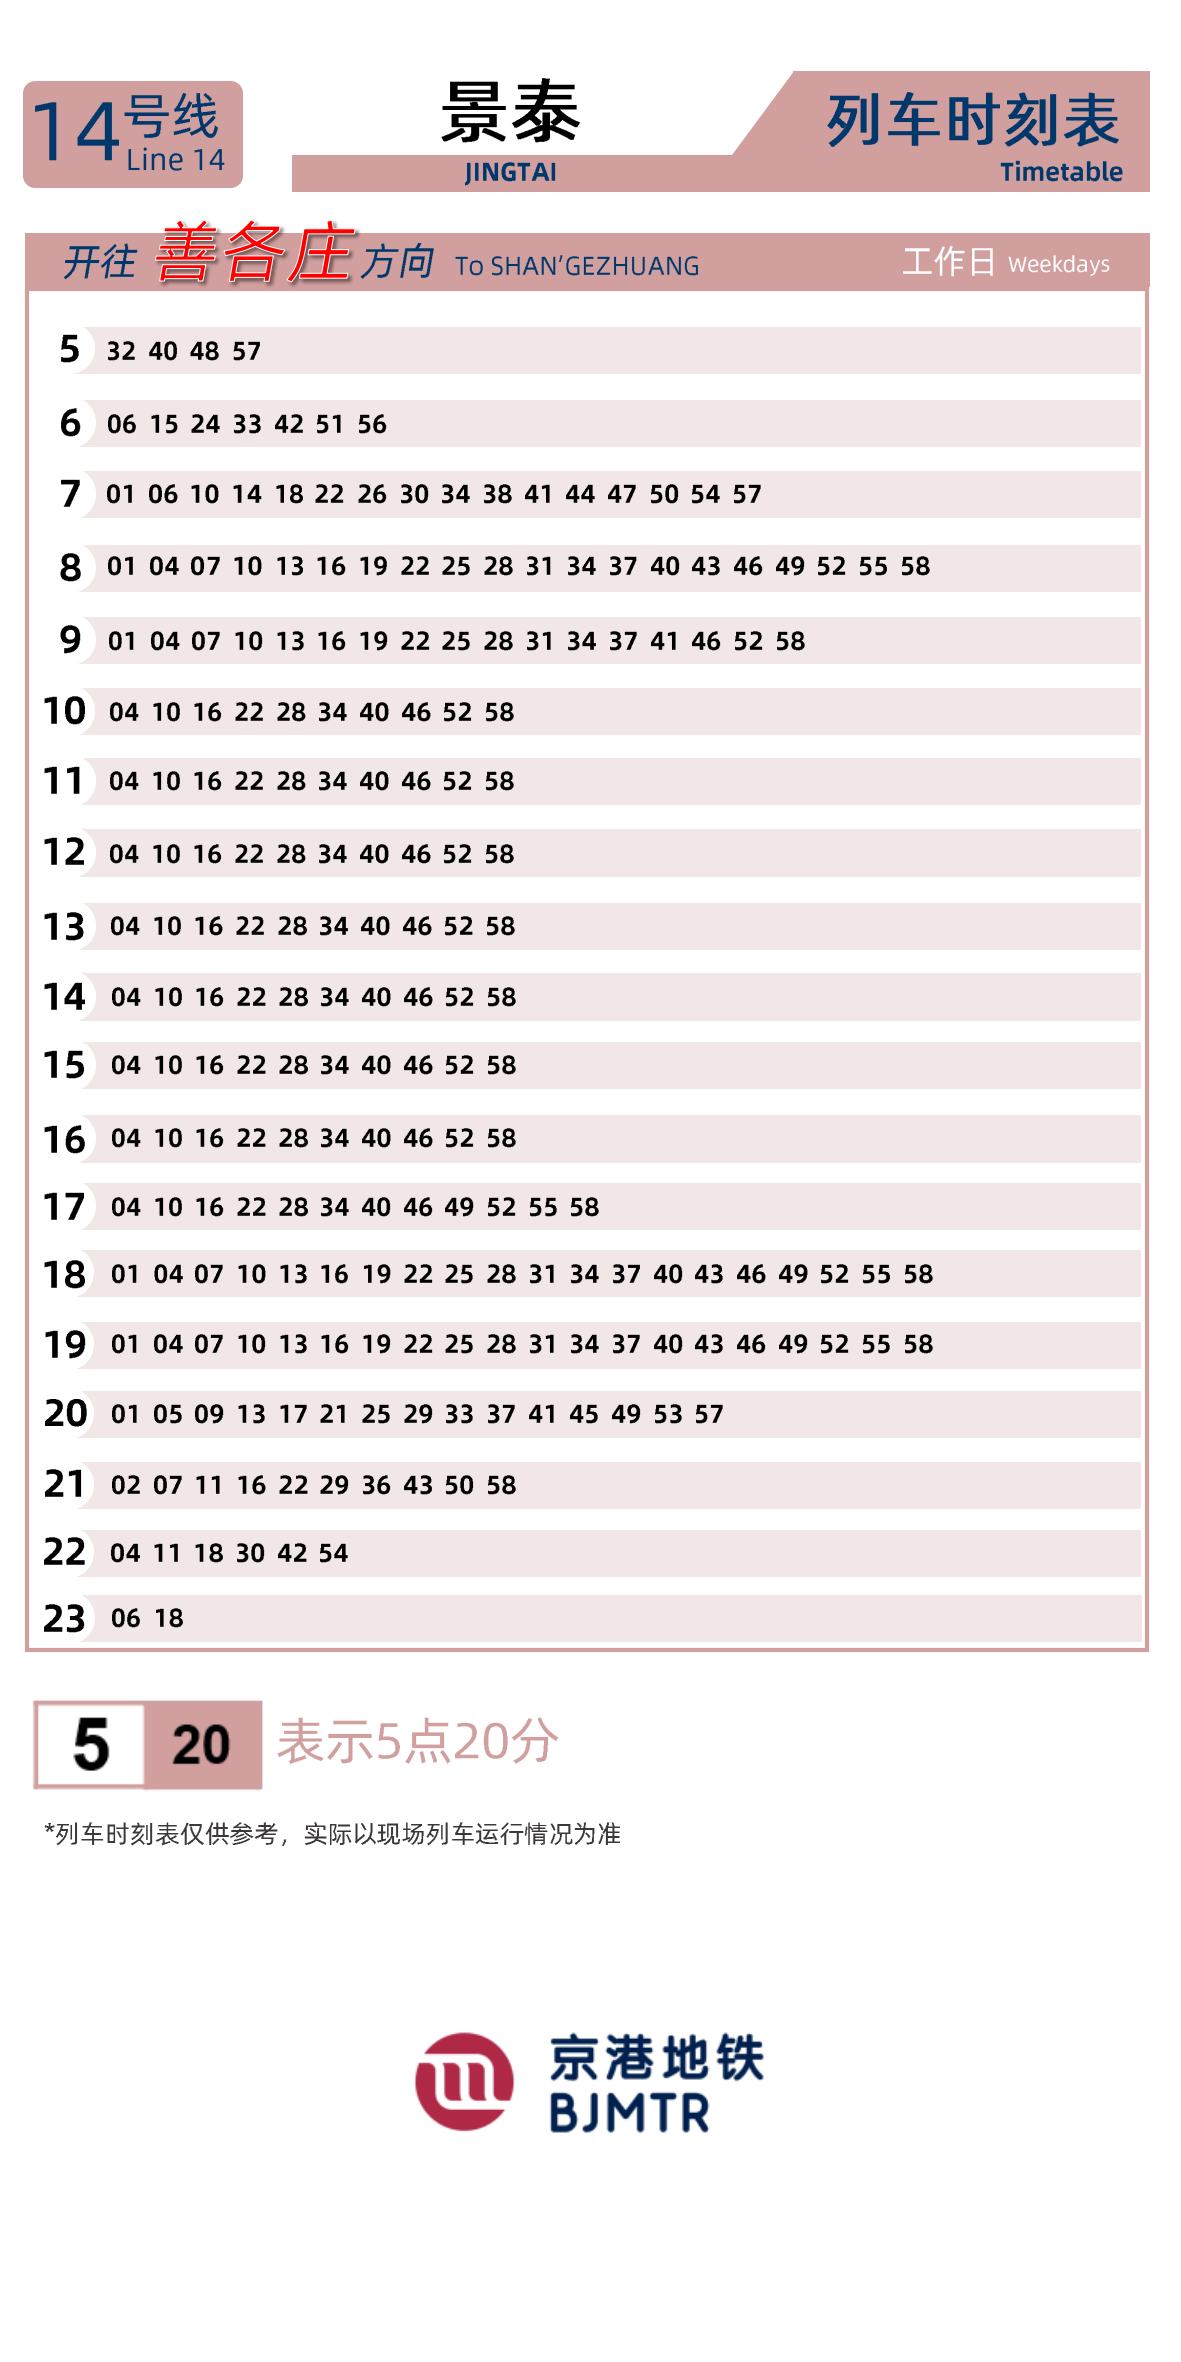 14号线
Line 14
景泰
JINGTAI
列车时刻表
Timetable
开往 善各庄 方向 To SHAN’GEZHUANG 工作日 Weekdays
5 32 40 48 57
6 06 15 24 33 42 51 56
7 01 06 10 14 18 22 26 30 34 38 41 44 47 50 54 57
8 01 04 07 10 13 16 19 22 25 28 31 34 37 40 43 46 49 52 55 58
9 01 04 07 10 13 16 19 22 25 28 31 34 37 41 46 52 58
10 04 10 16 22 28 34 40 46 52 58
11 04 10 16 22 28 34 40 46 52 58
12 04 10 16 22 28 34 40 46 52 58
13 04 10 16 22 28 34 40 46 52 58
14 04 10 16 22 28 34 40 46 52 58
15 04 10 16 22 28 34 40 46 52 58
16 04 10 16 22 28 34 40 46 52 58
17 04 10 16 22 28 34 40 46 49 52 55 58
18 01 04 07 10 13 16 19 22 25 28 31 34 37 40 43 46 49 52 55 58
19 01 04 07 10 13 16 19 22 25 28 31 34 37 40 43 46 49 52 55 58
20 01 05 09 13 17 21 25 29 33 37 41 45 49 53 57
21 02 07 11 16 22 29 36 43 50 58
22 04 11 18 30 42 54
23 06 18
5 20 表示5点20分
*列车时刻表仅供参考，实际以现场列车运行情况为准
京港地铁
BJMTR